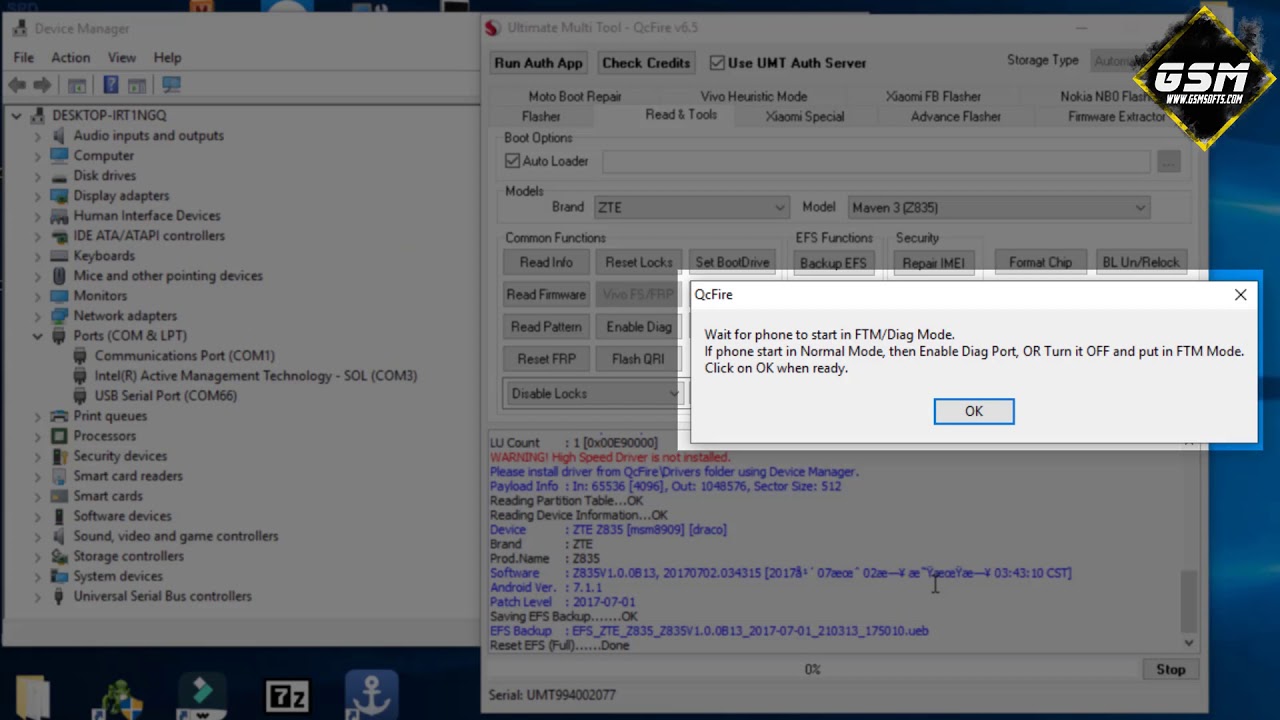 Device Manager
File Action View Help
DESKTOP-IRT1NGQ
Audio inputs and outputs
Computer
Disk drives
Display adapters
Human Interface Devices
IDE ATA/ATAPI controllers
Keyboards
Mice and other pointing devices
Monitors
Network adapters
Ports (COM & LPT)
Communications Port (COM1)
Intel(R) Active Management Technology - SOL (COM3)
USB Serial Port (COM66)
Print queues
Processors
Security devices
Smart card readers
Smart cards
Software devices
Sound, video and game controllers
Storage controllers
System devices
Universal Serial Bus controllers
Ultimate Multi Tool - QcFire v6.5
Run Auth App Check Credits Use UMT Auth Server Storage Type
Moto Boot Repair Vivo Heuristic Mode Xiaomi FB Flasher Nokia NB0
Flasher Read & Tools Xiaomi Special Advance Flasher Firmware Extractor
Boot Options
Auto Loader ...
Models
Brand ZTE Model Maven 3 (Z835)
Common Functions EFS Functions Security
Read Info Reset Locks Set BootDrive Backup EFS Repair IMEI Format Chip BL Un/Relock
Read Firmware Vivo FS/FRP
Read Pattern Enable Diag
Reset FRP Flash QRI
Disable Locks
QcFire
Wait for phone to start in FTM/Diag Mode.
If phone start in Normal Mode, then Enable Diag Port, OR Turn it OFF and put in FTM Mode.
Click on OK when ready.
OK
LU Count : 1 [0x00E90000]
WARNING! High Speed Driver is not installed.
Please install driver from QcFire\Drivers folder using Device Manager.
Payload Info : In: 65536 [4096], Out: 1048576, Sector Size: 512
Reading Partition Table...OK
Reading Device Information...OK
Device : ZTE Z835 [msm8909] [draco]
Brand : ZTE
Prod.Name : Z835
Software : Z835V1.0.0B13, 20170702.034315 03:43:10 CST]
Android Ver. : 7.1.1
Patch Level : 2017-07-01
Saving EFS Backup.......OK
EFS Backup : EFS_ZTE_Z835_Z835V1.0.0B13_2017-07-01_210313_175010.ueb
Reset EFS (Full)......Done
0% Stop
Serial: UMT994002077
GSM
WWW.GSMSOFTS.COM
7z